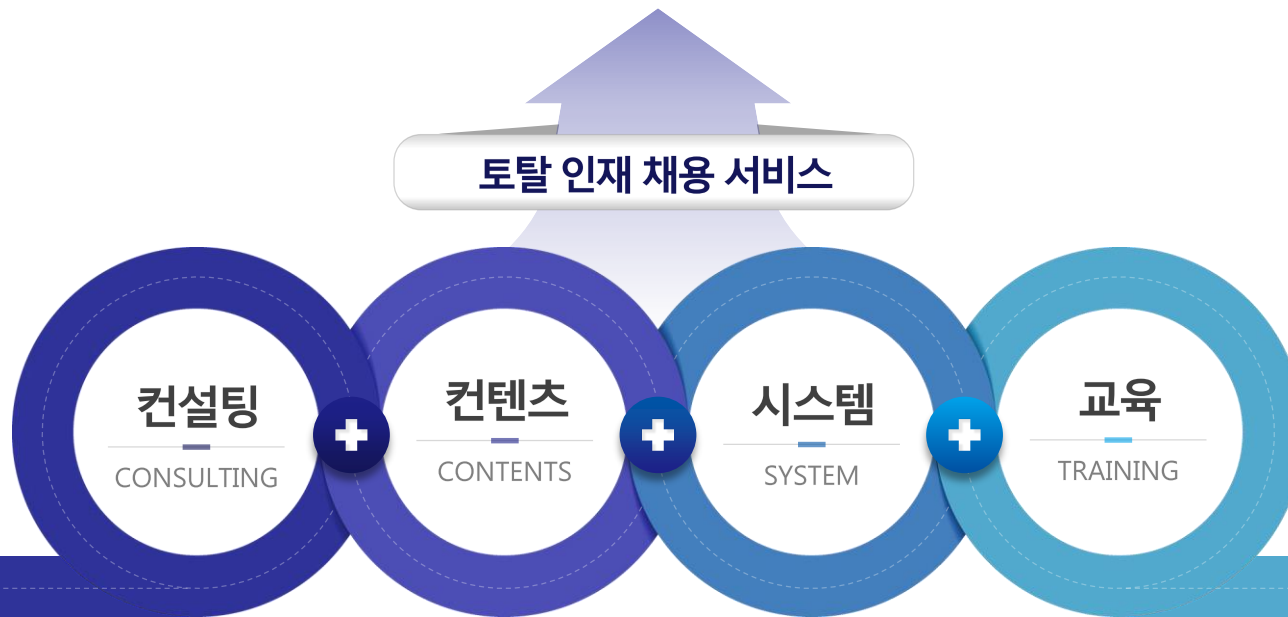 토탈 인재 채용 서비스
컨설팅
CONSULTING
컨텐츠
CONTENTS
시스템
SYSTEM
교육
TRAINING